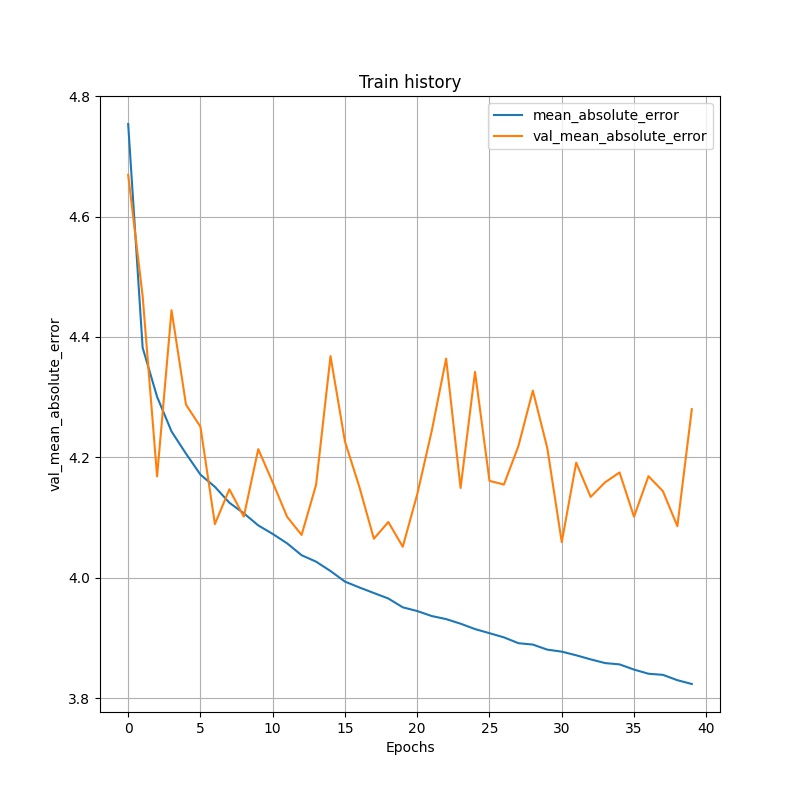 Train history
mean_absolute_error
val_mean_absolute_error
val_mean_absolute_error
4.8
4.6
4.4
4.2
4.0
3.8
0 5 10 15 20 25 30 35 40
Epochs